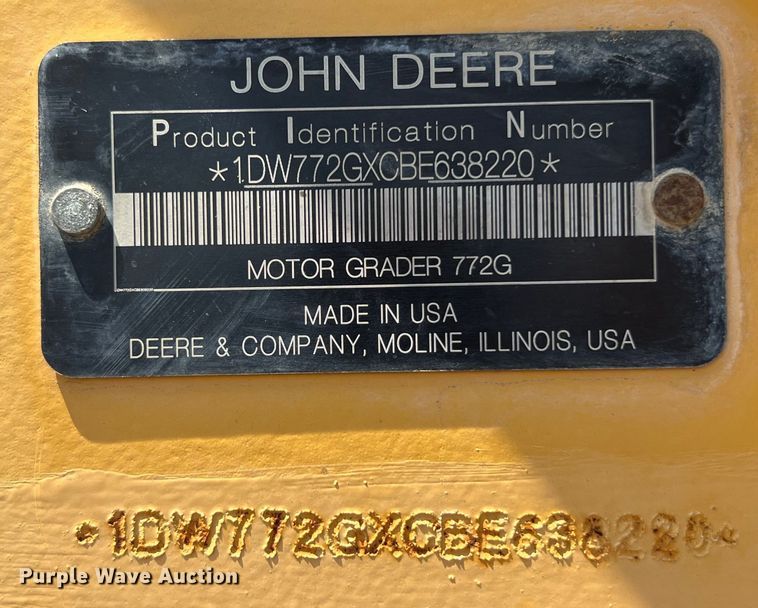 JOHN DEERE
Product Identification Number
*1DW772GXCBE638220*
MOTOR GRADER 772G
MADE IN USA
DEERE & COMPANY, MOLINE, ILLINOIS, USA
*1DW772GXCBE638220*
Purple Wave Auction